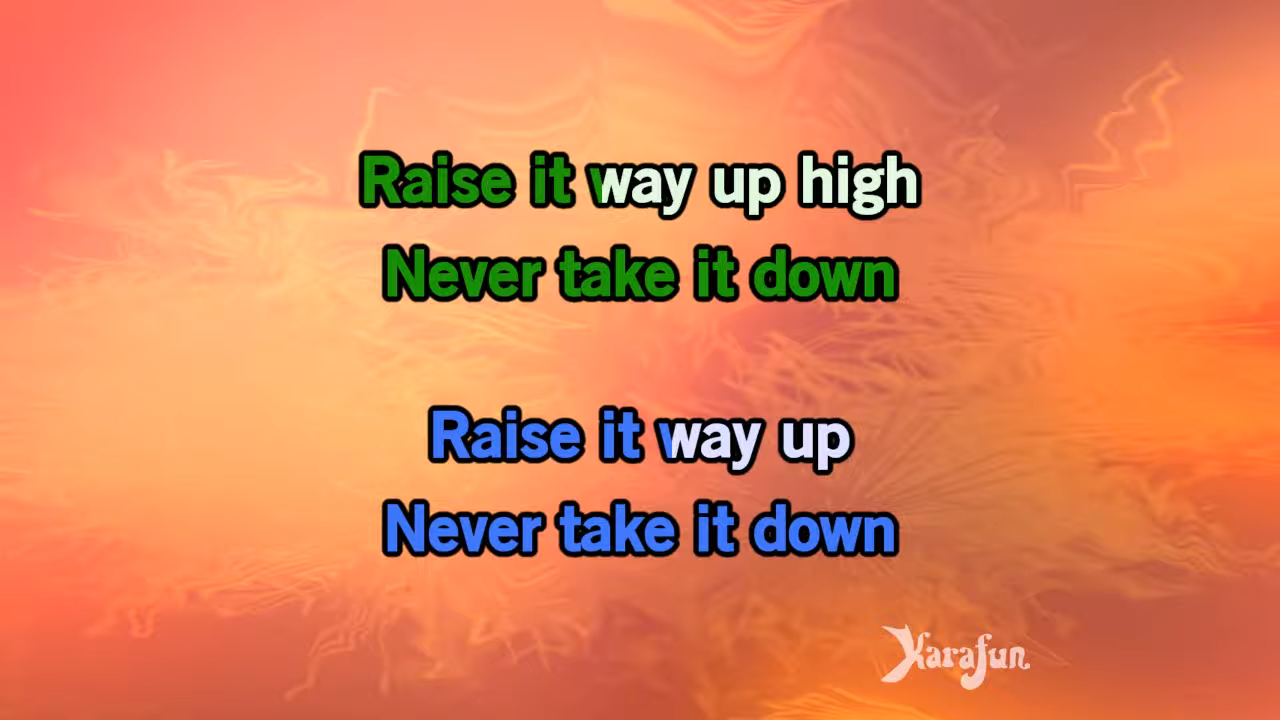 Raise it way up high
Never take it down
Raise it way up
Never take it down
Karafun